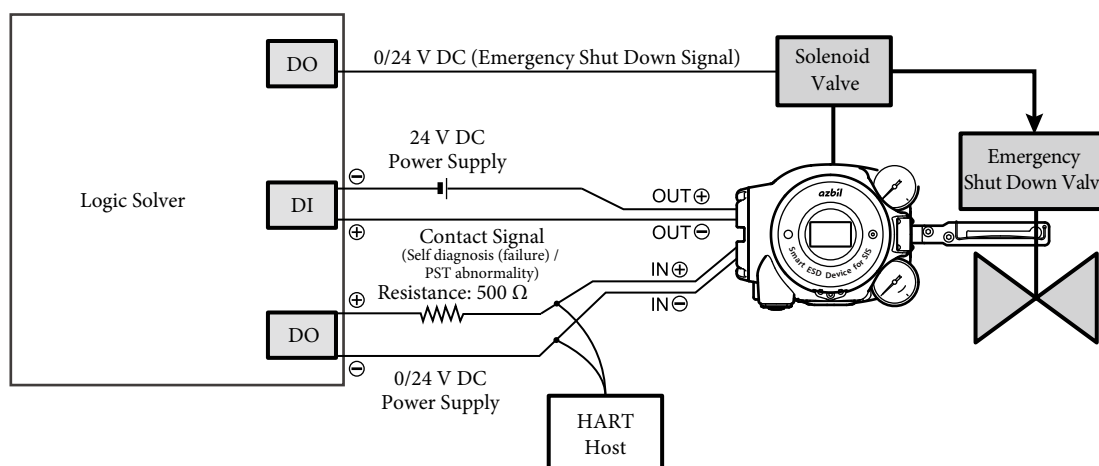 DO
0/24 V DC (Emergency Shut Down Signal)
Solenoid
Valve
24 V DC
Power Supply
Emergency
Shut Down Valve
Logic Solver
DI
⊖
⊕
OUT⊕
OUT⊖
azbil
Smart ESD Device for SIS
Contact Signal
(Self diagnosis (failure) /
PST abnormality)
IN⊕
IN⊖
Resistance: 500 Ω
⊕
DO
⊖
0/24 V DC
Power Supply
HART
Host